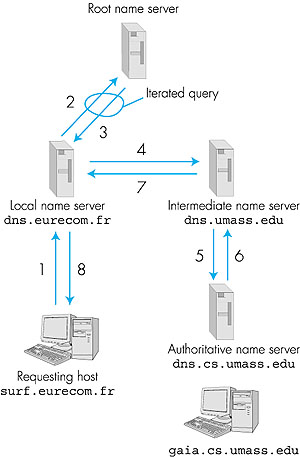 Root name server
2
Iterated query
3
4
7
Local name server
dns.eurecom.fr
Intermediate name server
dns.umass.edu
1
8
5
6
Requesting host
surf.eurecom.fr
Authoritative name server
dns.cs.umass.edu
gaia.cs.umass.edu